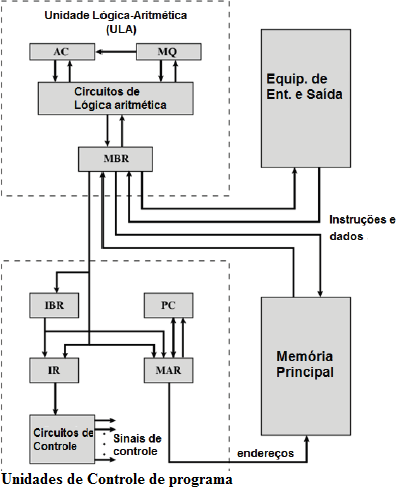 Unidade Lógica-Aritmética
(ULA)
AC
MQ
Circuitos de
Lógica aritmética
MBR
Equip. de
Ent. e Saída
Instruções e
dados
IBR
PC
IR
MAR
Memória
Principal
Circuitos de
Controle
Sinais de
controle
endereços
Unidades de Controle de programa